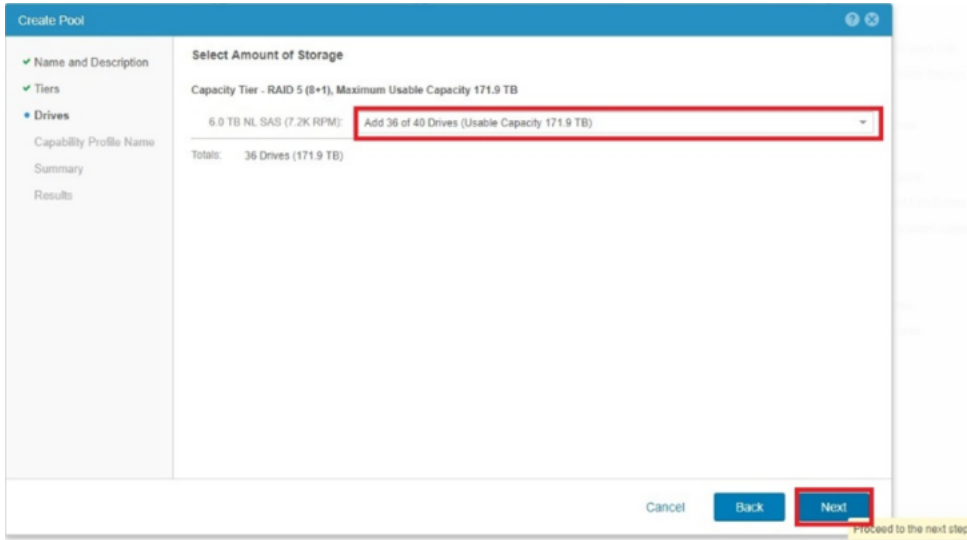 Create Pool
Name and Description
Tiers
Drives
Capability Profile Name
Summary
Results
Select Amount of Storage
Capacity Tier - RAID 5 (8+1), Maximum Usable Capacity 171.9 TB
6.0 TB NL SAS (7.2K RPM): Add 36 of 40 Drives (Usable Capacity 171.9 TB)
Totals: 36 Drives (171.9 TB)
Cancel Back Next
Proceed to the next step